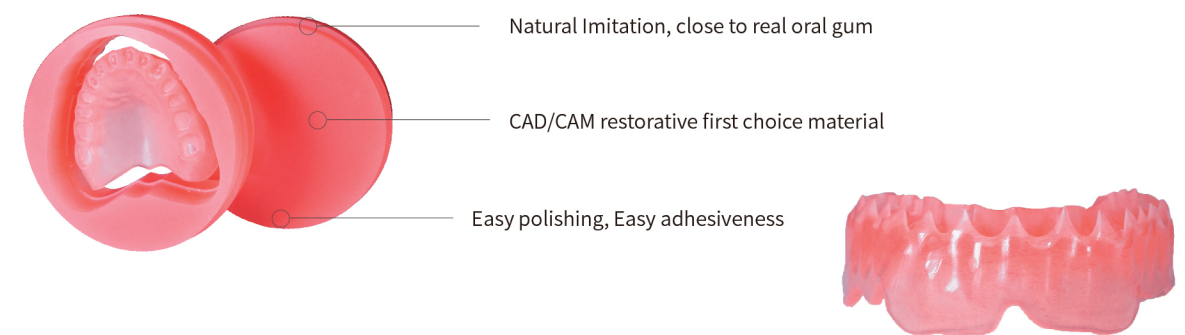 Natural Imitation, close to real oral gum
CAD/CAM restorative first choice material
Easy polishing, Easy adhesiveness